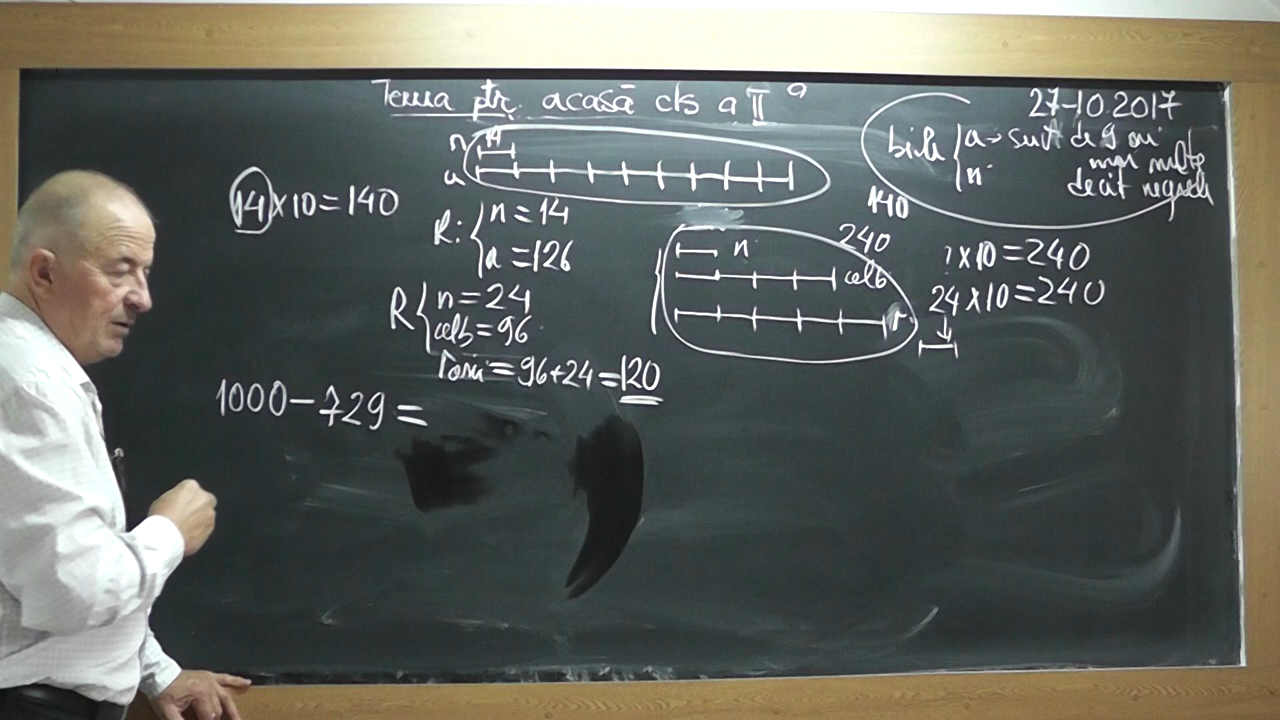 Tema ptr. acasă cls a II a
27-10.2017
bile { a → sunt de 9 ori
mai multe
decît negrele
n
n 14
a
14 × 10 = 140
140
R: { n = 14
a = 126
240
n
alb
r
? × 10 = 240
24 × 10 = 240
R { n = 24
alb = 96
roșii = 96 + 24 = 120
1000 − 729 =